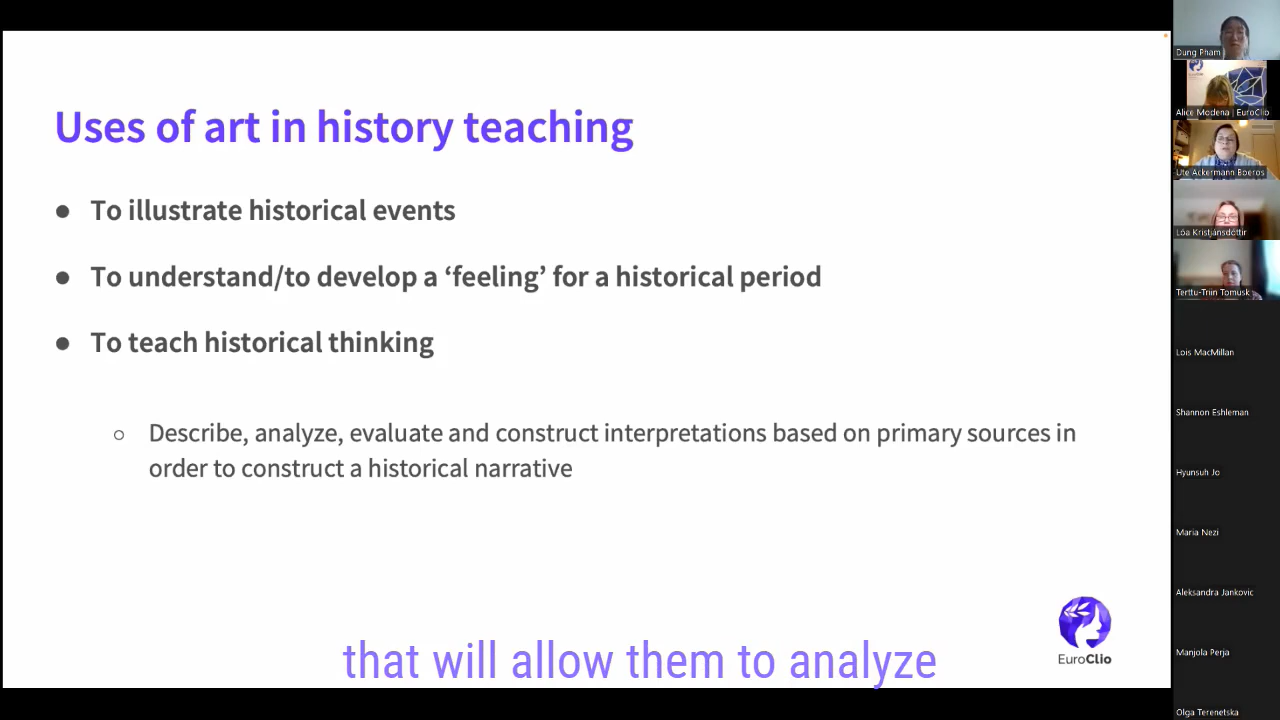 Uses of art in history teaching
● To illustrate historical events
● To understand/to develop a ‘feeling’ for a historical period
● To teach historical thinking
○ Describe, analyze, evaluate and construct interpretations based on primary sources in
order to construct a historical narrative
EuroClio
that will allow them to analyze
Dung Pham
Alice Modena | EuroClio
Ute Ackermann Boeros
Lóa Kristjánsdóttir
Terttu-Triin Tomusk
Lois MacMillan
Shannon Eshleman
Hyunsuh Jo
Maria Nezi
Aleksandra Jankovic
Manjola Perja
Olga Terenetska